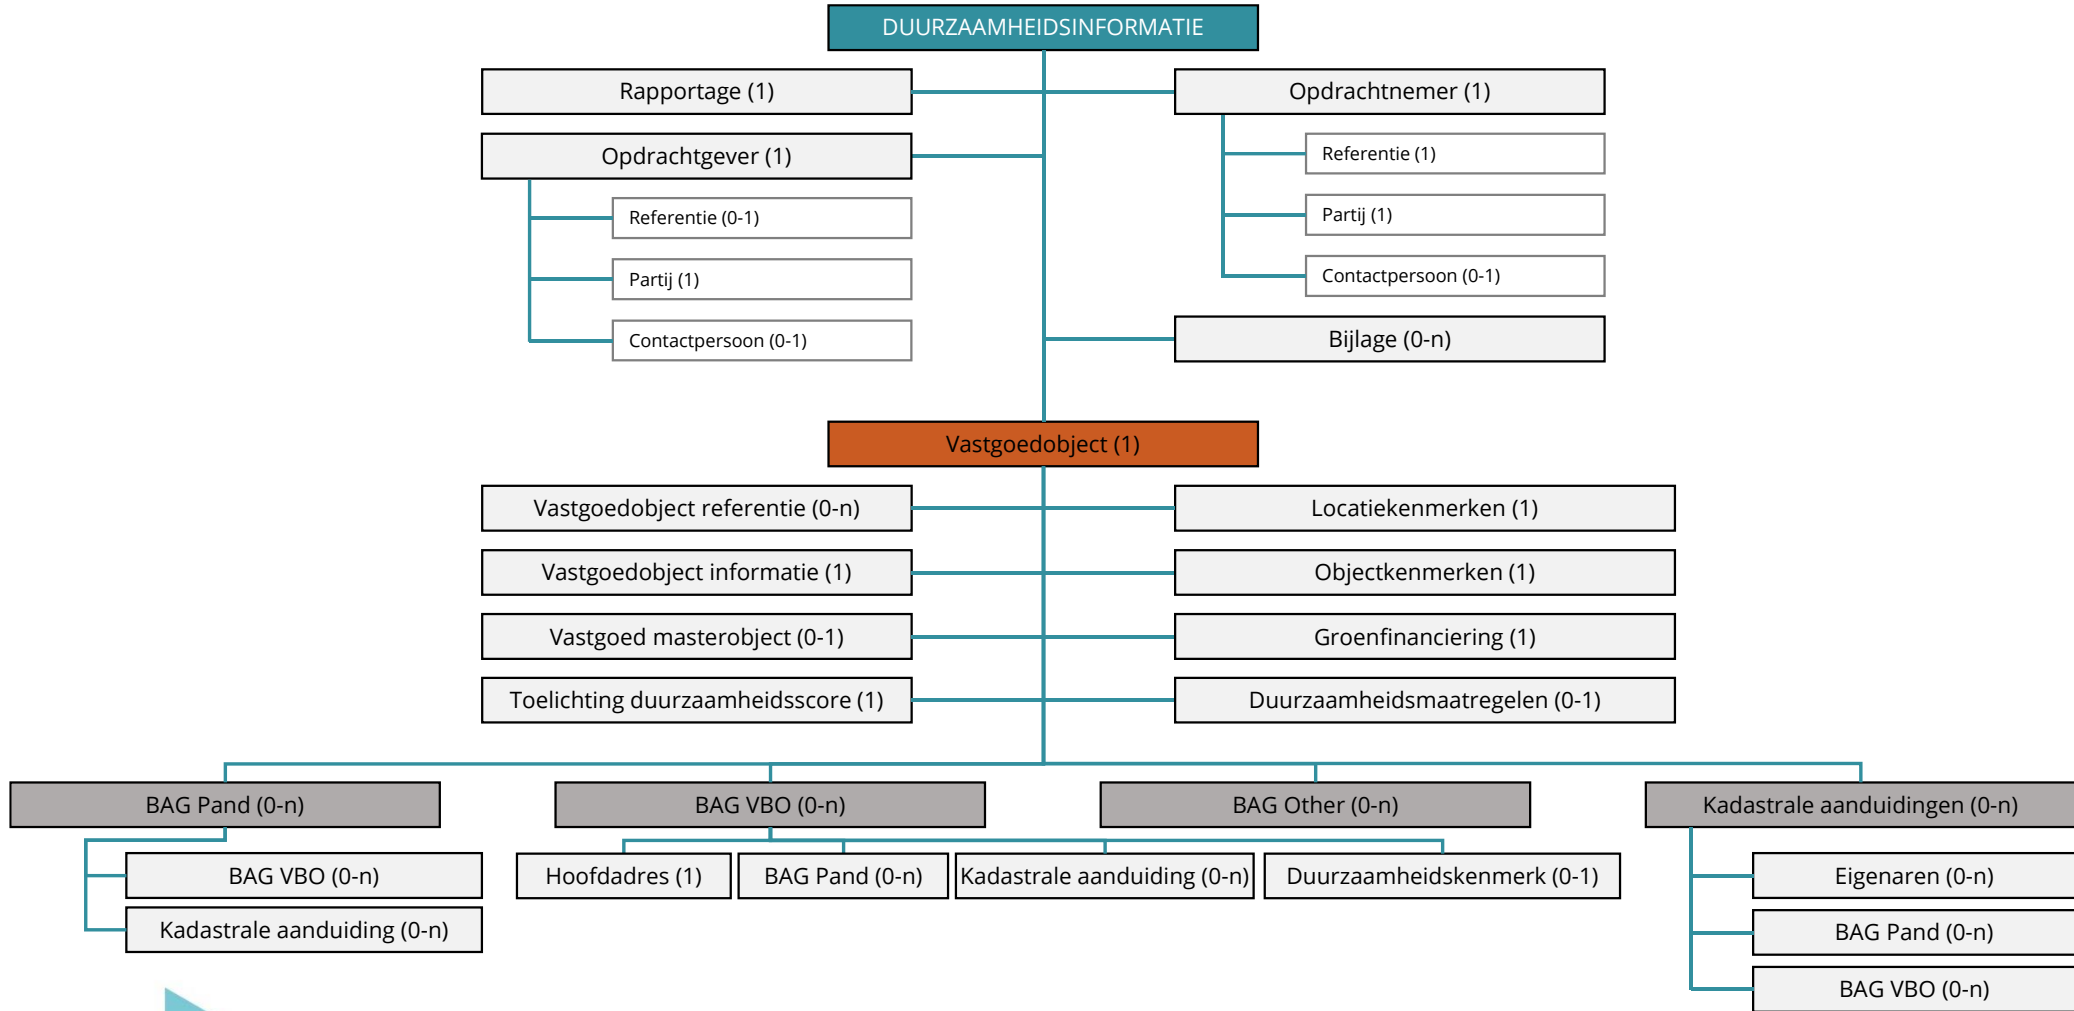 DUURZAAMHEIDSINFORMATIE
Rapportage (1)
Opdrachtnemer (1)
Opdrachtgever (1)
Referentie (1)
Referentie (0-1)
Partij (1)
Partij (1)
Contactpersoon (0-1)
Contactpersoon (0-1)
Bijlage (0-n)
Vastgoedobject (1)
Vastgoedobject referentie (0-n)
Locatiekenmerken (1)
Vastgoedobject informatie (1)
Objectkenmerken (1)
Vastgoed masterobject (0-1)
Groenfinanciering (1)
Toelichting duurzaamheidsscore (1)
Duurzaamheidsmaatregelen (0-1)
BAG Pand (0-n)
BAG VBO (0-n)
BAG Other (0-n)
Kadastrale aanduidingen (0-n)
BAG VBO (0-n)
Kadastrale aanduiding (0-n)
Hoofdadres (1)
BAG Pand (0-n)
Kadastrale aanduiding (0-n)
Duurzaamheidskenmerk (0-1)
Eigenaren (0-n)
BAG Pand (0-n)
BAG VBO (0-n)